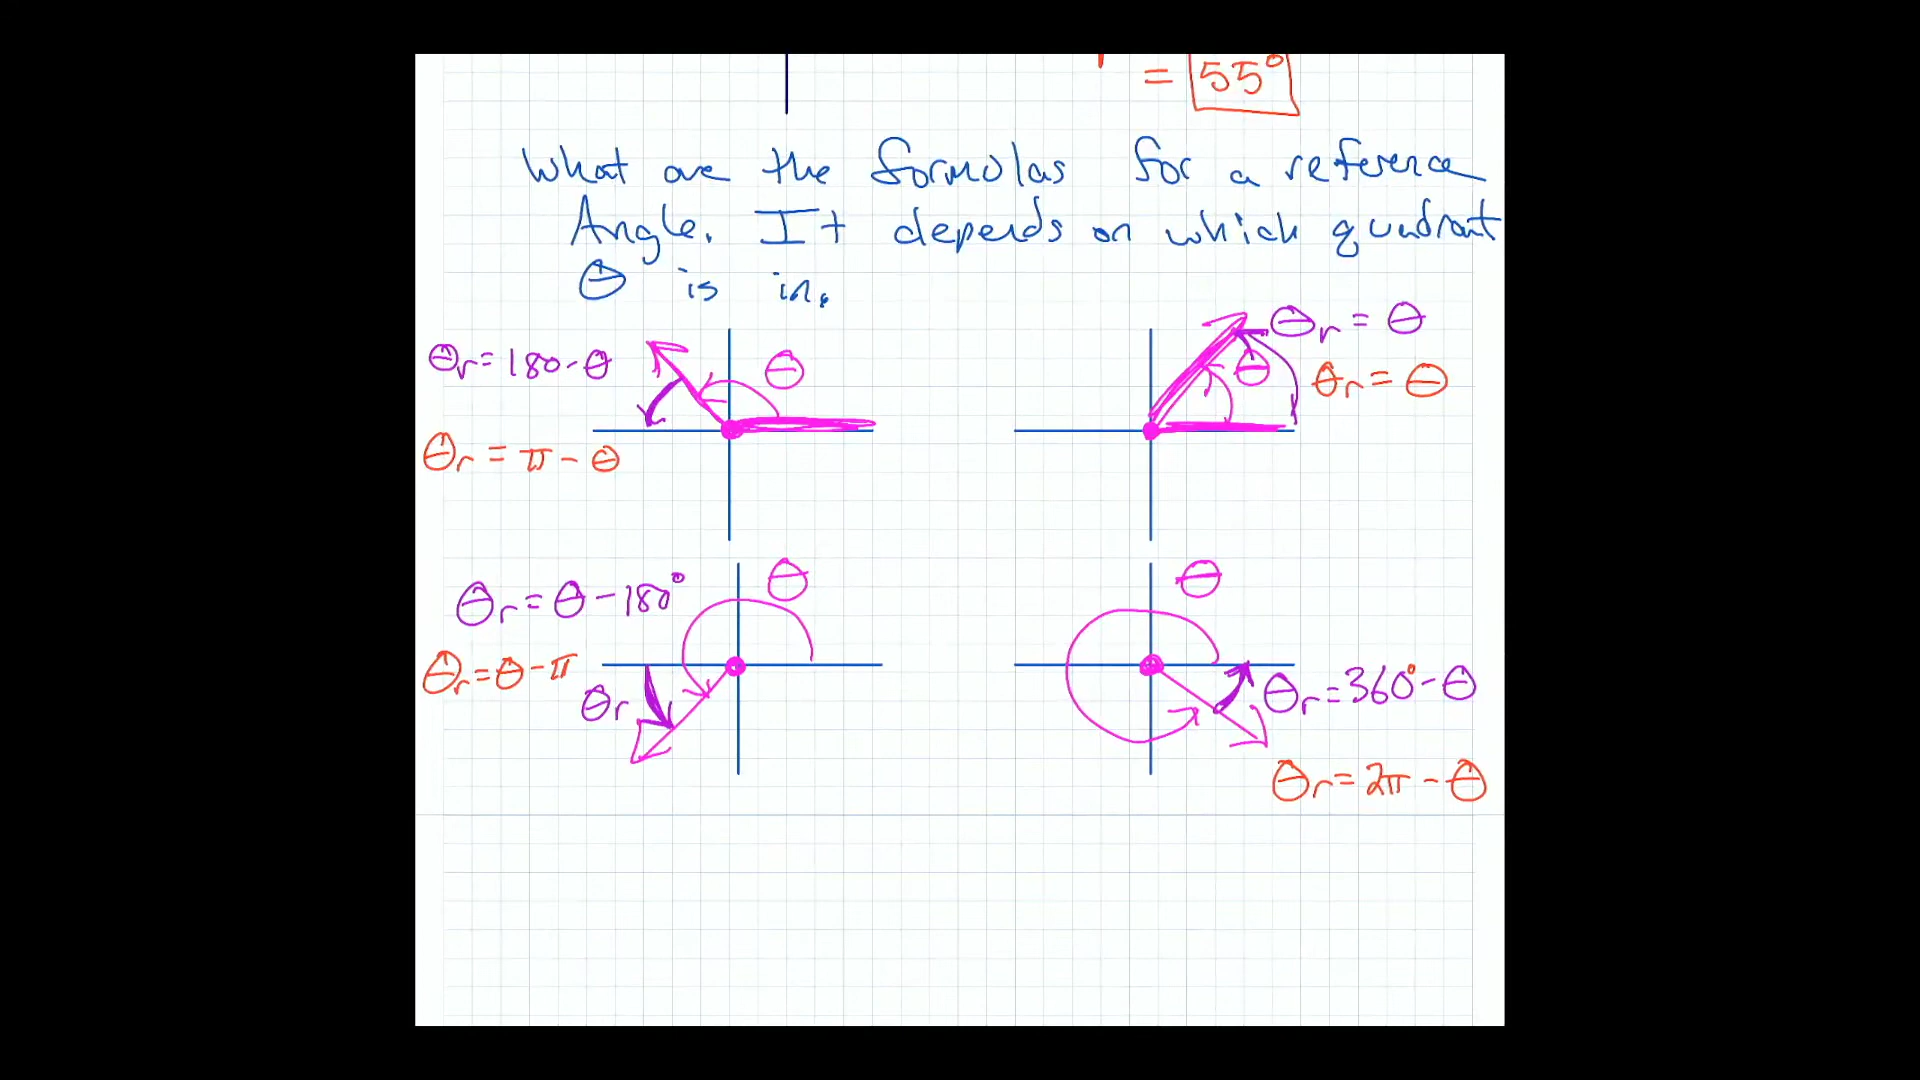 = 55°
What are the formulas for a reference
Angle. It depends on which quadrant
θ is in.
θr = 180 - θ
θ
θr = π - θ
θr = θ
θ
θr = θ
θr = θ - 180°
θ
θr = θ - π
θr
θ
θr = 360° - θ
θr = 2π - θ